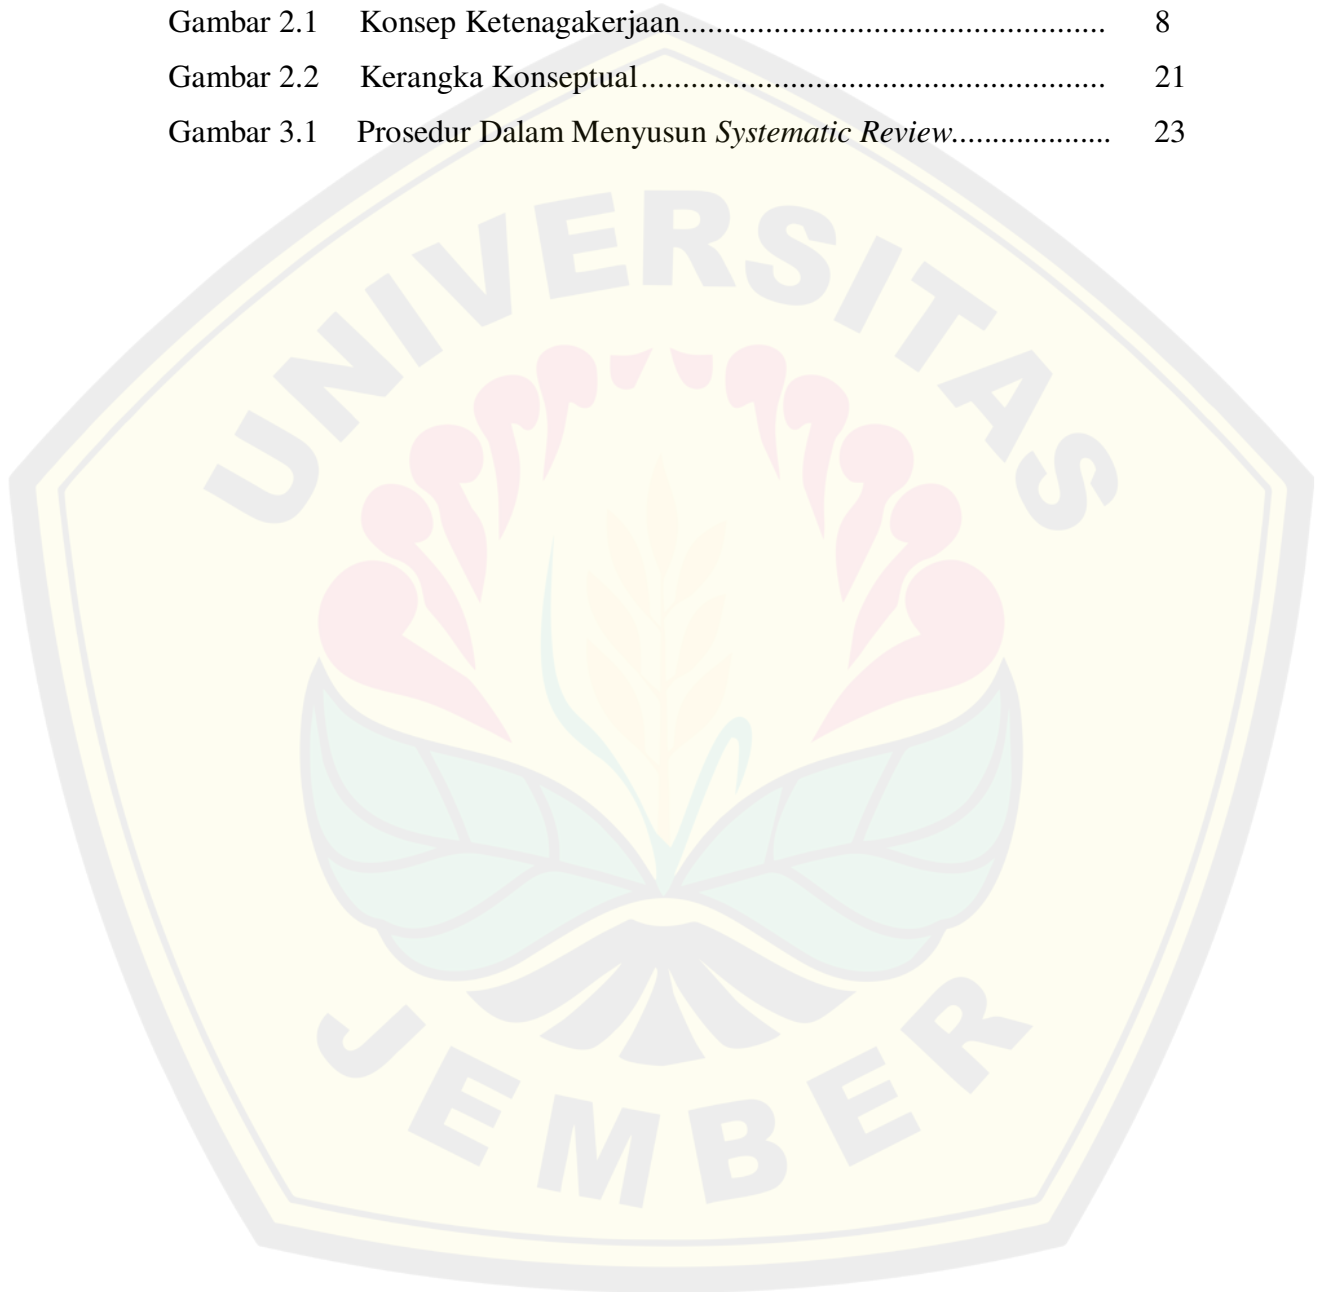 Gambar 2.1 Konsep Ketenagakerjaan.................................................. 8
Gambar 2.2 Kerangka Konseptual....................................................... 21
Gambar 3.1 Prosedur Dalam Menyusun Systematic Review................... 23
UNIVERSITAS
JEMBER